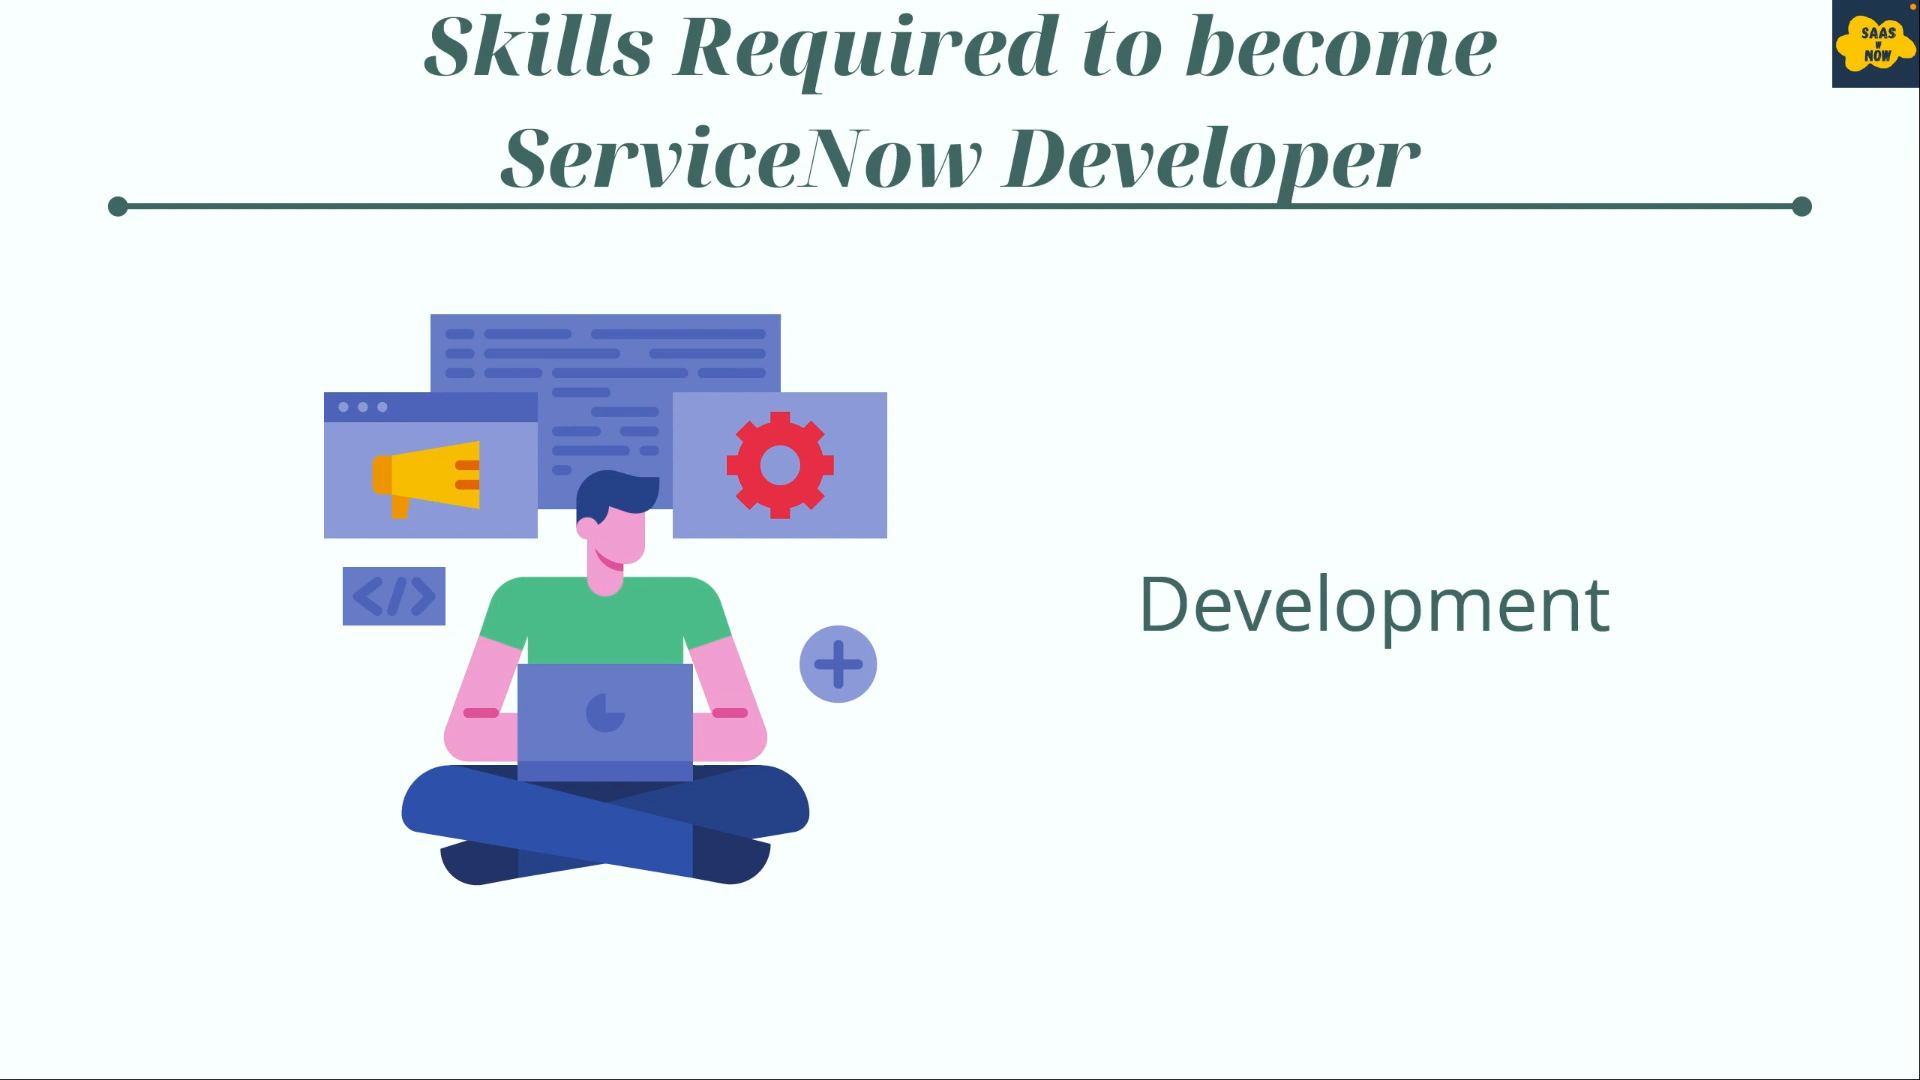 Skills Required to become
ServiceNow Developer
SAAS
W
NOW
</>
Development